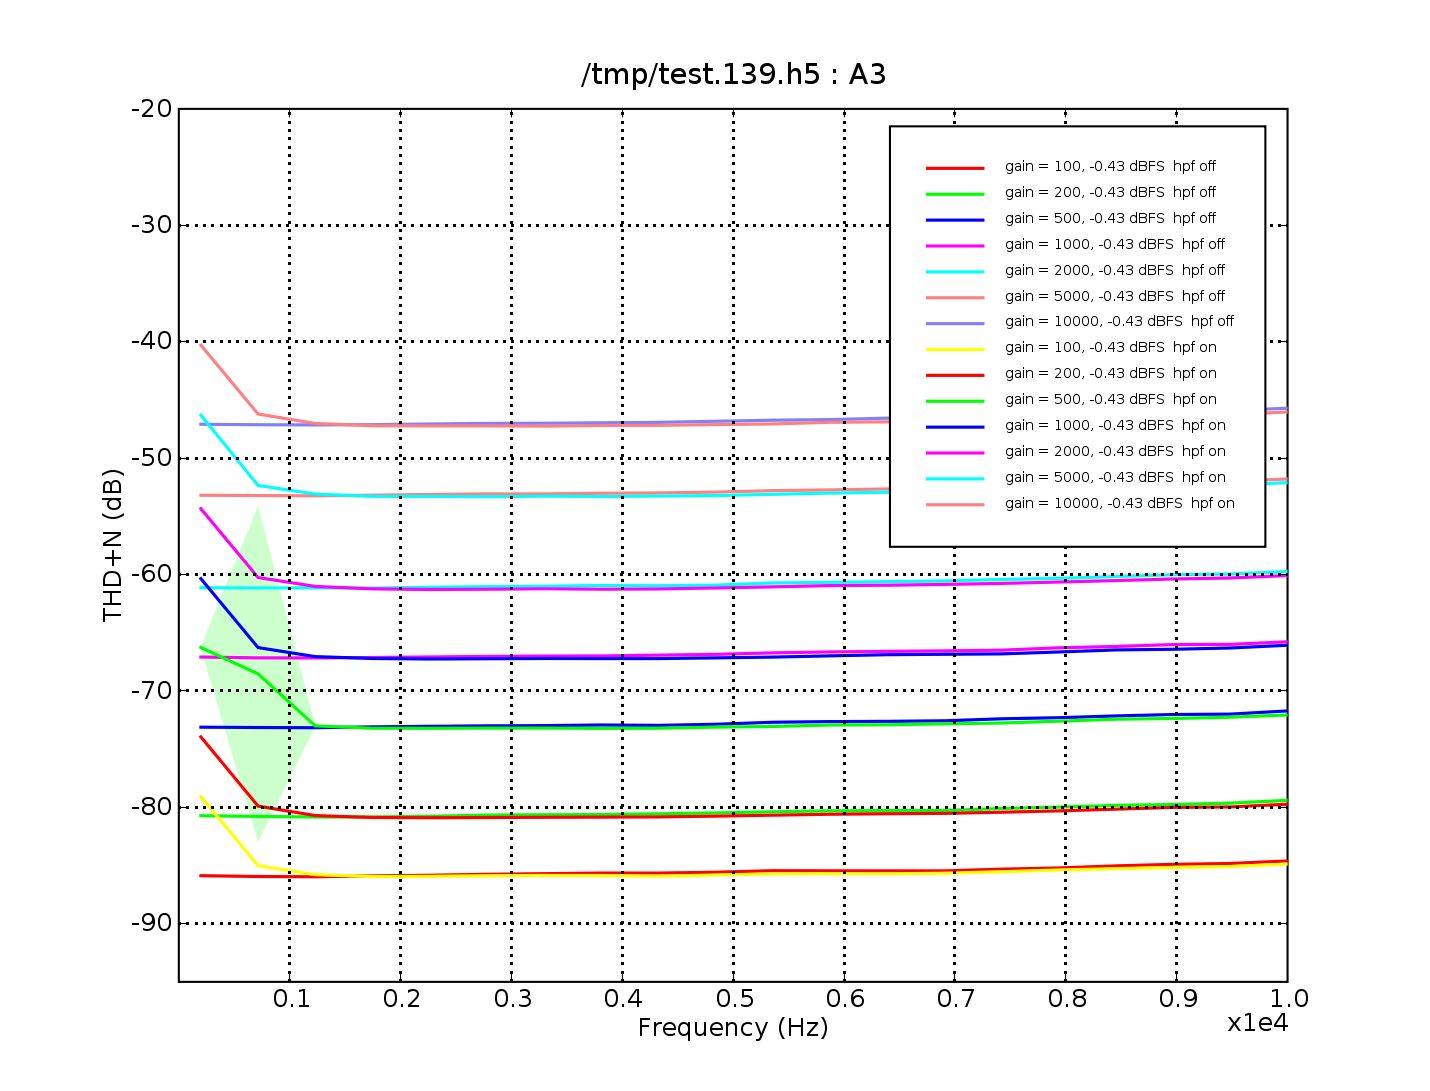 /tmp/test.139.h5 : A3
-20
-30
-40
-50
-60
-70
-80
-90
THD+N (dB)
gain = 100, -0.43 dBFS  hpf off
gain = 200, -0.43 dBFS  hpf off
gain = 500, -0.43 dBFS  hpf off
gain = 1000, -0.43 dBFS  hpf off
gain = 2000, -0.43 dBFS  hpf off
gain = 5000, -0.43 dBFS  hpf off
gain = 10000, -0.43 dBFS  hpf off
gain = 100, -0.43 dBFS  hpf on
gain = 200, -0.43 dBFS  hpf on
gain = 500, -0.43 dBFS  hpf on
gain = 1000, -0.43 dBFS  hpf on
gain = 2000, -0.43 dBFS  hpf on
gain = 5000, -0.43 dBFS  hpf on
gain = 10000, -0.43 dBFS  hpf on
0.1 0.2 0.3 0.4 0.5 0.6 0.7 0.8 0.9 1.0
x1e4
Frequency (Hz)